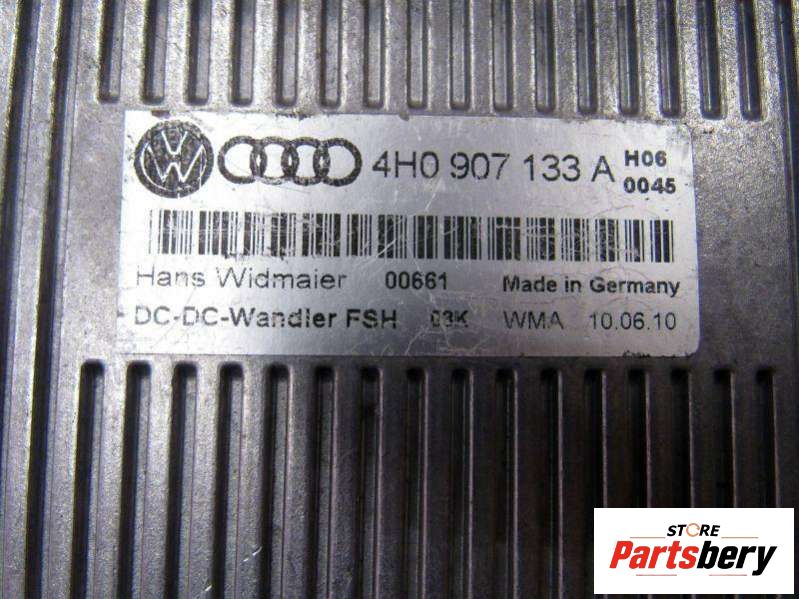 4H0 907 133 A H06
0045
Hans Widmaier 00661 Made in Germany
DC-DC-Wandler FSH 03K WMA 10.06.10
STORE
Partsbery